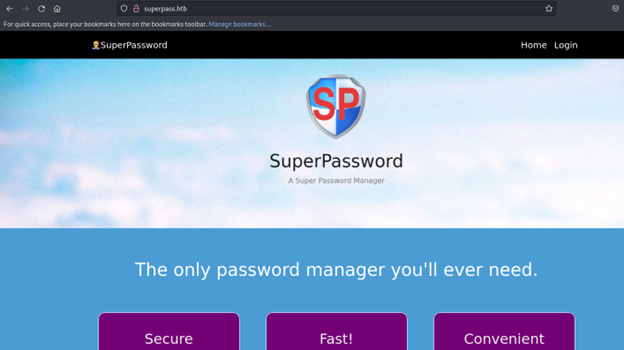 superpass.htb
For quick access, place your bookmarks here on the bookmarks toolbar. Manage bookmarks...
SuperPassword
Home Login
SP
SuperPassword
A Super Password Manager
The only password manager you'll ever need.
Secure Fast! Convenient